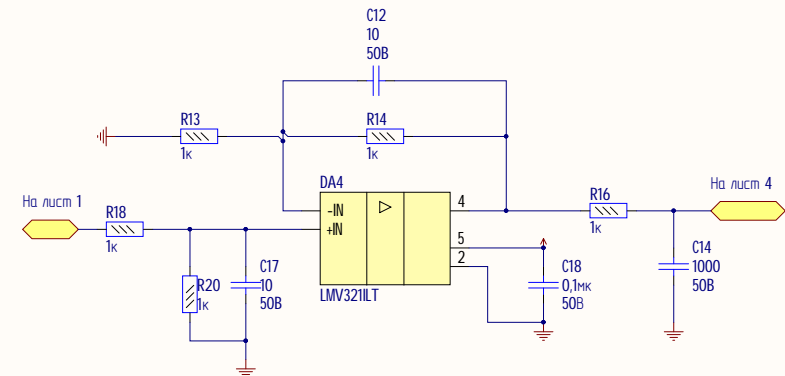 C12
10
50В
R13
1к
R14
1к
На лист 1
R18
1к
DA4
-IN
+IN
4
5
2
LMV321ILT
R20
1к
C17
10
50В
C18
0,1мк
50В
R16
1к
На лист 4
C14
1000
50В